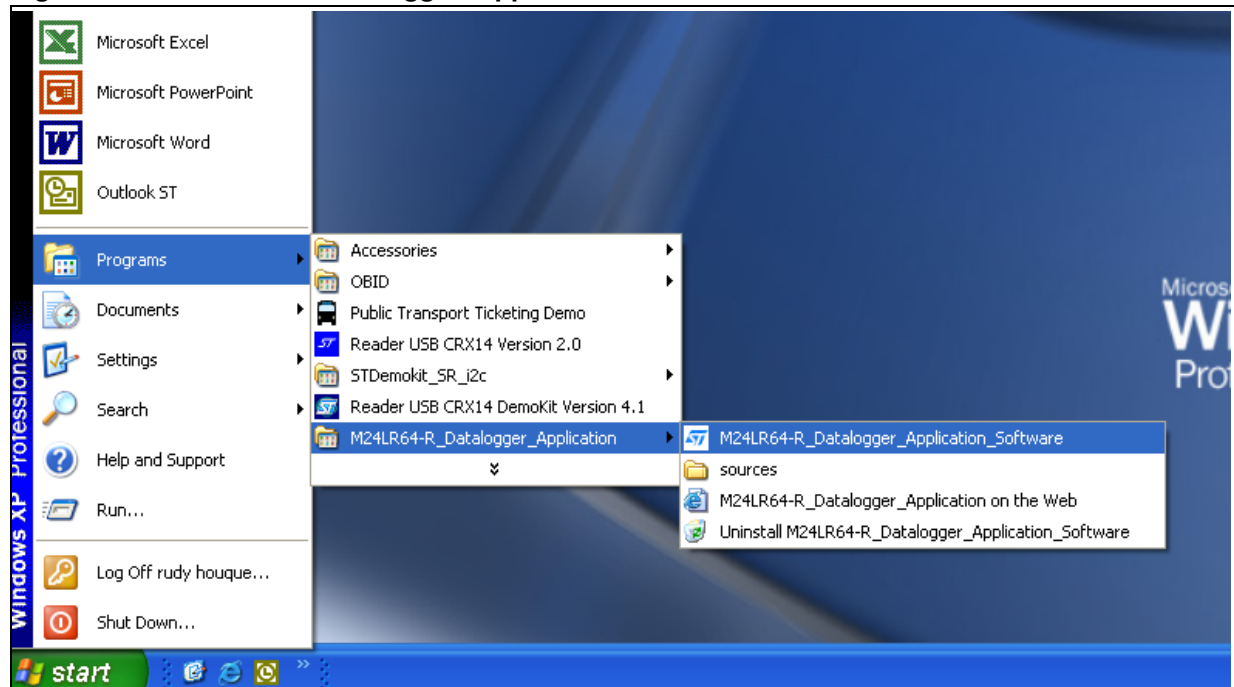 Microsoft Excel
Microsoft PowerPoint
Microsoft Word
Outlook ST
Programs
Documents
Settings
Search
Help and Support
Run...
Log Off rudy houque...
Shut Down...
Windows XP Professional
Accessories
OBID
Public Transport Ticketing Demo
Reader USB CRX14 Version 2.0
STDemokit_SR_i2c
Reader USB CRX14 DemoKit Version 4.1
M24LR64-R_Datalogger_Application
M24LR64-R_Datalogger_Application_Software
sources
M24LR64-R_Datalogger_Application on the Web
Uninstall M24LR64-R_Datalogger_Application_Software
Micros
Wi
Prof
start